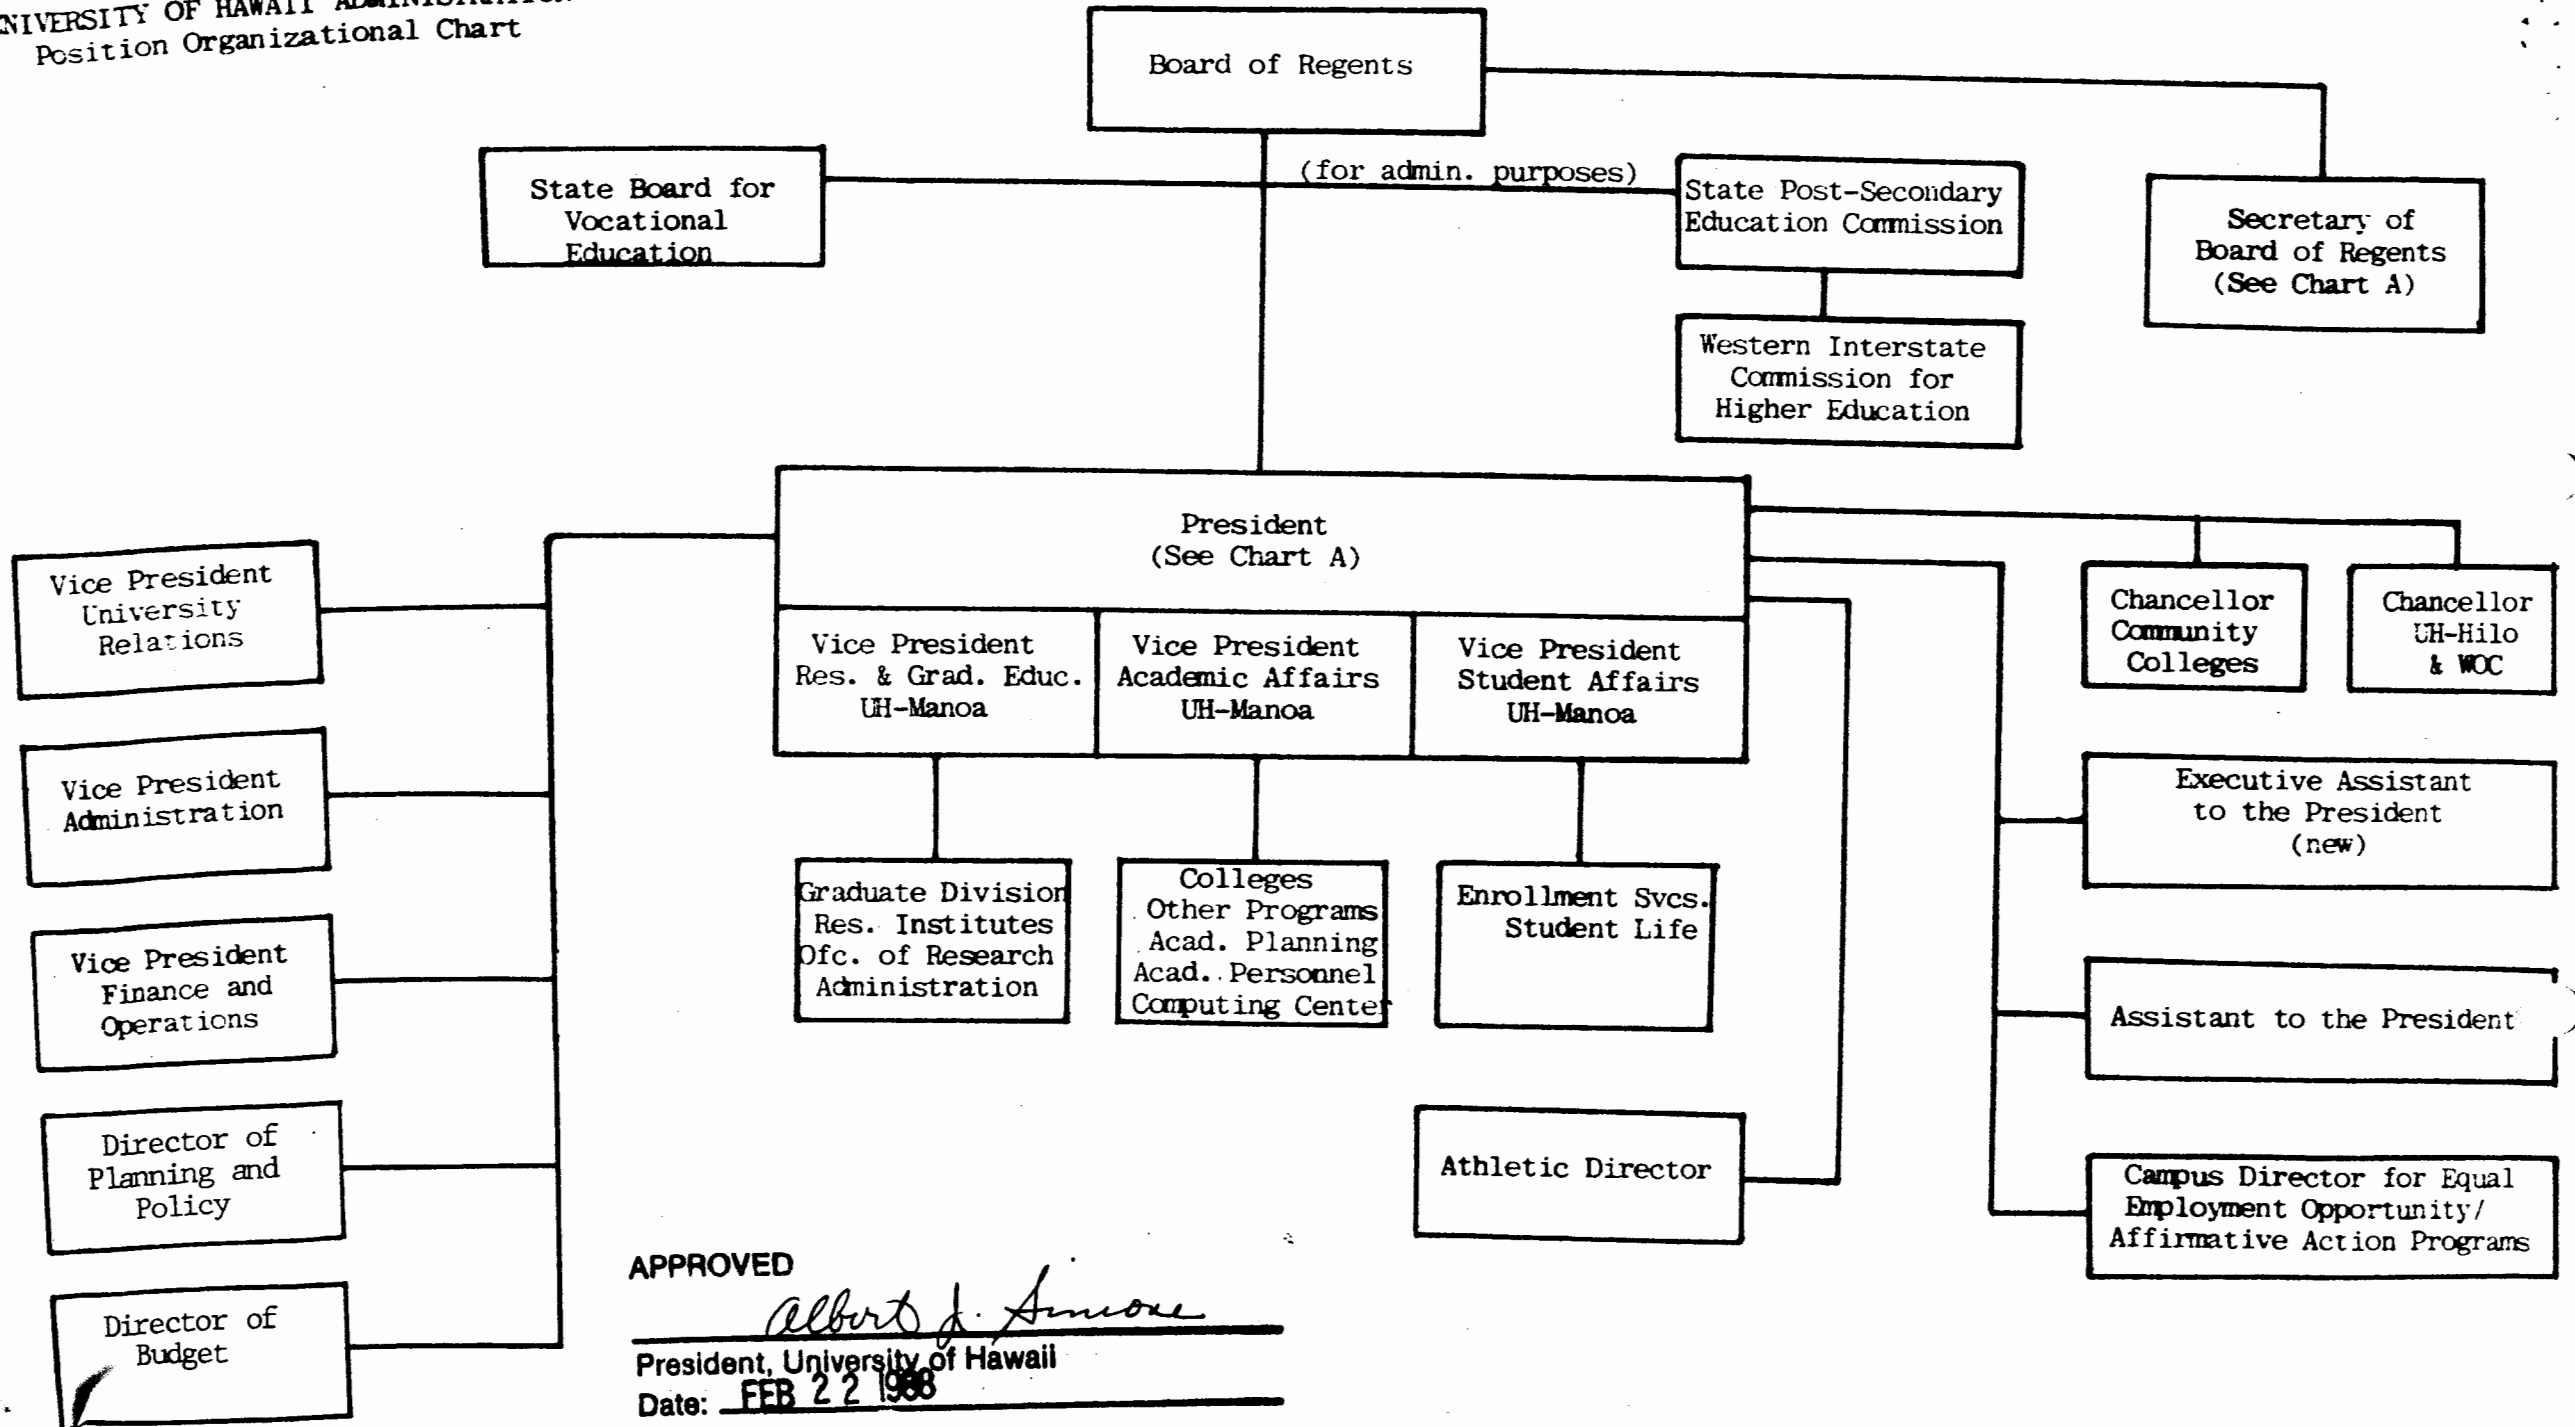 UNIVERSITY OF HAWAII ADMINISTRATION
Position Organizational Chart
Board of Regents
(for admin. purposes)
State Board for
Vocational
Education
State Post-Secondary
Education Commission
Secretary of
Board of Regents
(See Chart A)
Western Interstate
Commission for
Higher Education
President
(See Chart A)
Vice President
Res. & Grad. Educ.
UH-Manoa
Vice President
Academic Affairs
UH-Manoa
Vice President
Student Affairs
UH-Manoa
Chancellor
Community
Colleges
Chancellor
UH-Hilo
& WOC
Vice President
University
Relations
Vice President
Administration
Vice President
Finance and
Operations
Director of
Planning and
Policy
Director of
Budget
Graduate Division
Res. Institutes
Ofc. of Research
Administration
Colleges
Other Programs
Acad. Planning
Acad. Personnel
Computing Center
Enrollment Svcs.
Student Life
Executive Assistant
to the President
(new)
Assistant to the President
Athletic Director
Campus Director for Equal
Employment Opportunity/
Affirmative Action Programs
APPROVED
Albert J. Simone
President, University of Hawaii
Date: FEB 22 1988